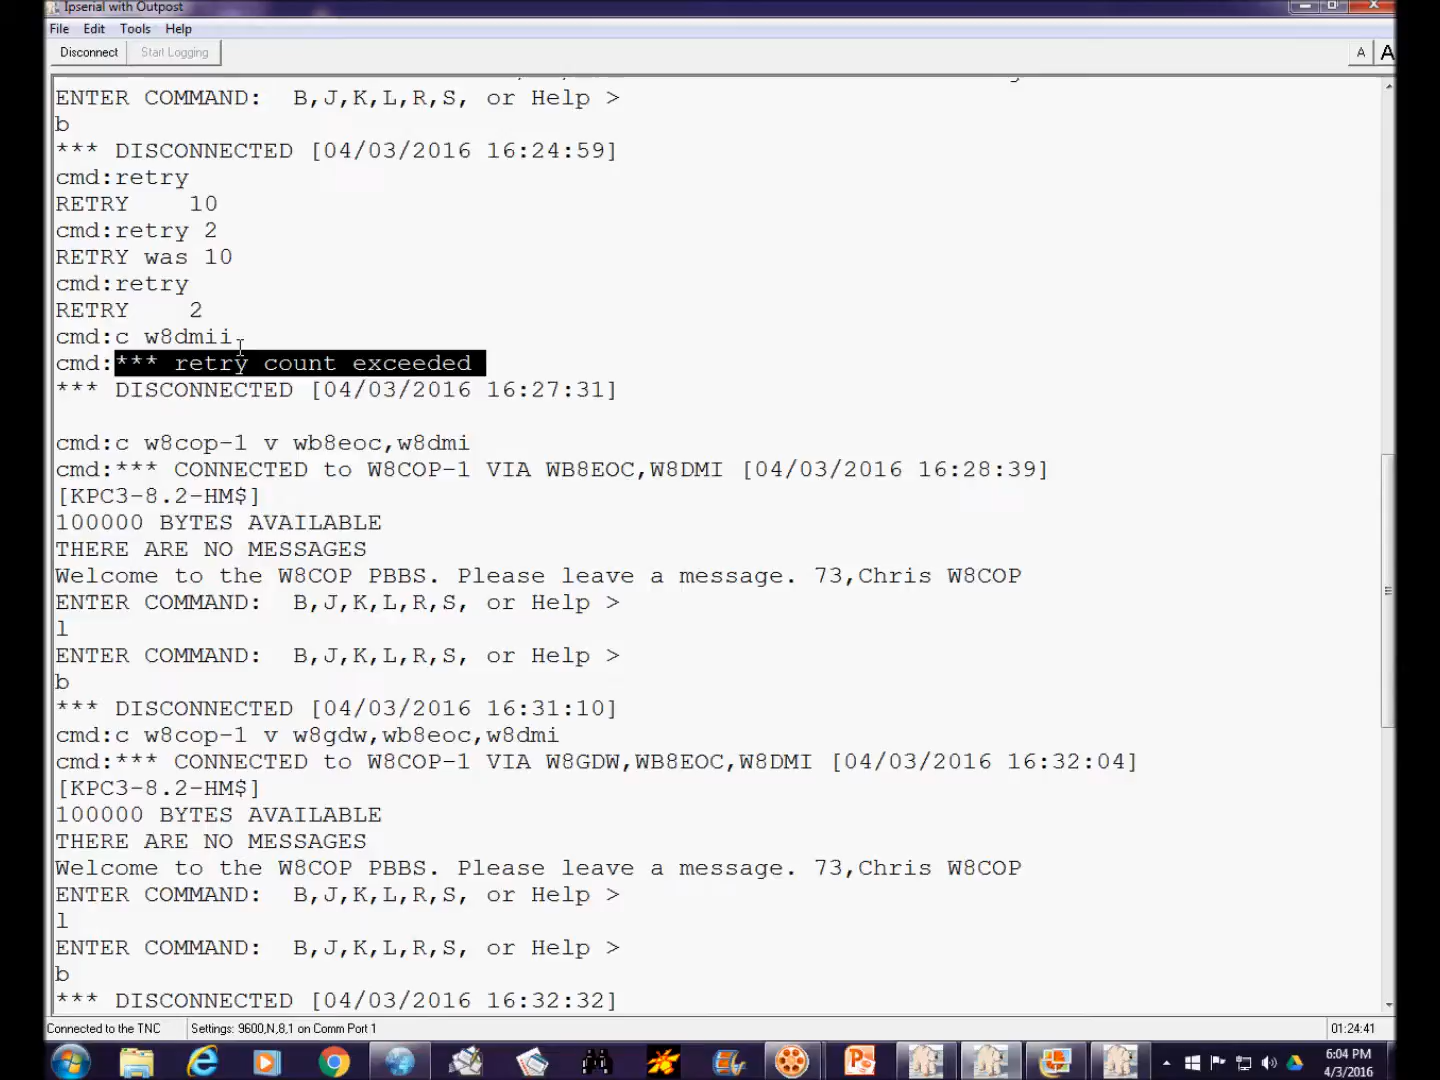 Ipserial with Outpost
File Edit Tools Help
Disconnect Start Logging A A
ENTER COMMAND:  B,J,K,L,R,S, or Help >
b
*** DISCONNECTED [04/03/2016 16:24:59]
cmd:retry
RETRY    10
cmd:retry 2
RETRY was 10
cmd:retry
RETRY    2
cmd:c w8dmii
cmd:*** retry count exceeded
*** DISCONNECTED [04/03/2016 16:27:31]
cmd:c w8cop-1 v wb8eoc,w8dmi
cmd:*** CONNECTED to W8COP-1 VIA WB8EOC,W8DMI [04/03/2016 16:28:39]
[KPC3-8.2-HM$]
100000 BYTES AVAILABLE
THERE ARE NO MESSAGES
Welcome to the W8COP PBBS. Please leave a message. 73,Chris W8COP
ENTER COMMAND:  B,J,K,L,R,S, or Help >
l
ENTER COMMAND:  B,J,K,L,R,S, or Help >
b
*** DISCONNECTED [04/03/2016 16:31:10]
cmd:c w8cop-1 v w8gdw,wb8eoc,w8dmi
cmd:*** CONNECTED to W8COP-1 VIA W8GDW,WB8EOC,W8DMI [04/03/2016 16:32:04]
[KPC3-8.2-HM$]
100000 BYTES AVAILABLE
THERE ARE NO MESSAGES
Welcome to the W8COP PBBS. Please leave a message. 73,Chris W8COP
ENTER COMMAND:  B,J,K,L,R,S, or Help >
l
ENTER COMMAND:  B,J,K,L,R,S, or Help >
b
*** DISCONNECTED [04/03/2016 16:32:32]
Connected to the TNC Settings: 9600,N,8,1 on Comm Port 1 01:24:41
6:04 PM
4/3/2016